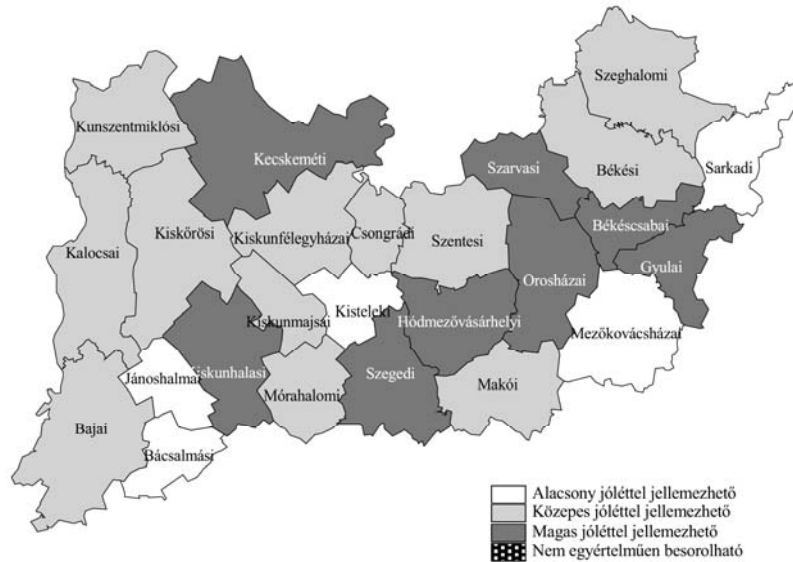 Szeghalomi
Kunszentmiklósi
Kecskeméti
Szarvasi
Békési
Sarkadi
Kiskőrösi
Kiskunfélegyházai
Csongrádi
Szentesi
Békéscsabai
Kalocsai
Gyulai
Orosházai
Kisteleki
Kiskunmajsai
Hódmezővásárhelyi
Mezőkovácsházai
Jánoshalmai
Kiskunhalasi
Szegedi
Mórahalomi
Makói
Bajai
Bácsalmási
Alacsony jóléttel jellemezhető
Közepes jóléttel jellemezhető
Magas jóléttel jellemezhető
Nem egyértelműen besorolható